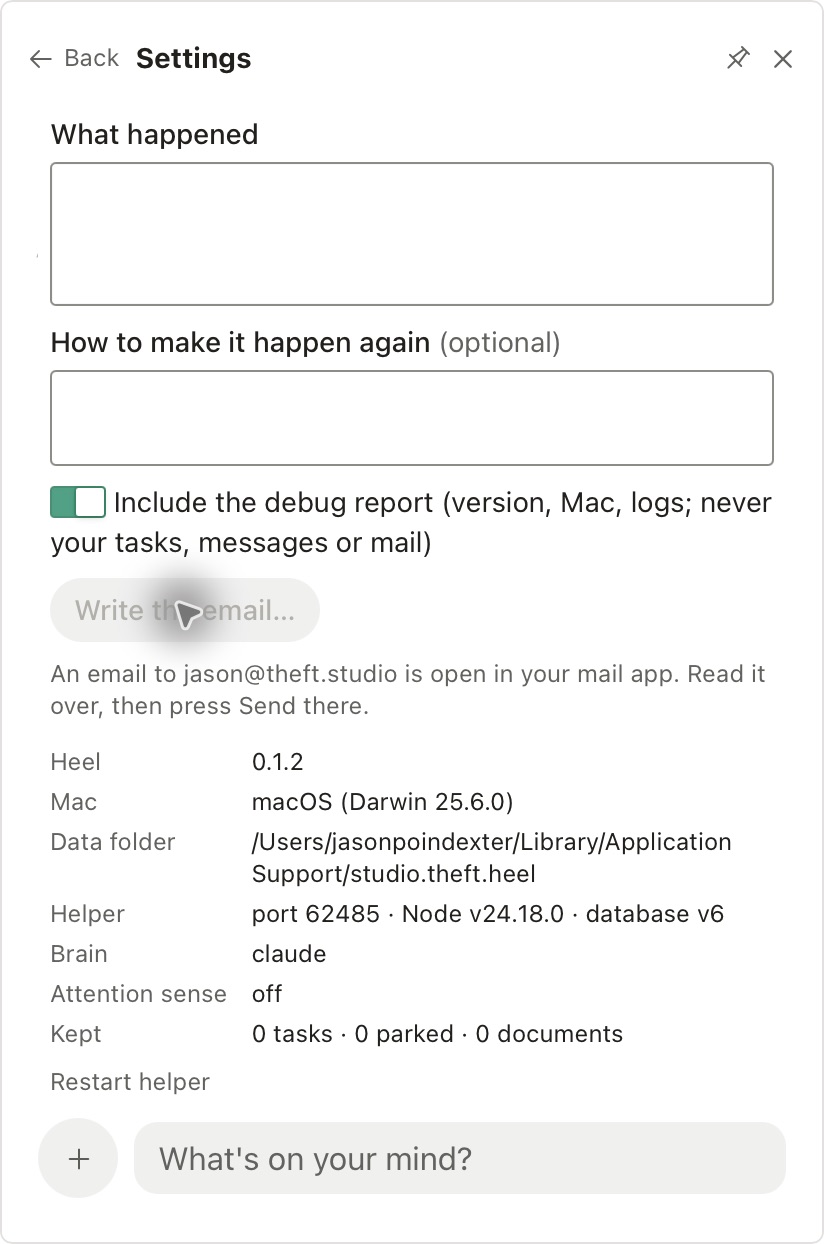 Back Settings
What happened
How to make it happen again (optional)
Include the debug report (version, Mac, logs; never
your tasks, messages or mail)
Write th email...
An email to jason@theft.studio is open in your mail app. Read it
over, then press Send there.
Heel 0.1.2
Mac macOS (Darwin 25.6.0)
Data folder /Users/jasonpoindexter/Library/Application
Support/studio.theft.heel
Helper port 62485 · Node v24.18.0 · database v6
Brain claude
Attention sense off
Kept 0 tasks · 0 parked · 0 documents
Restart helper
+ What's on your mind?